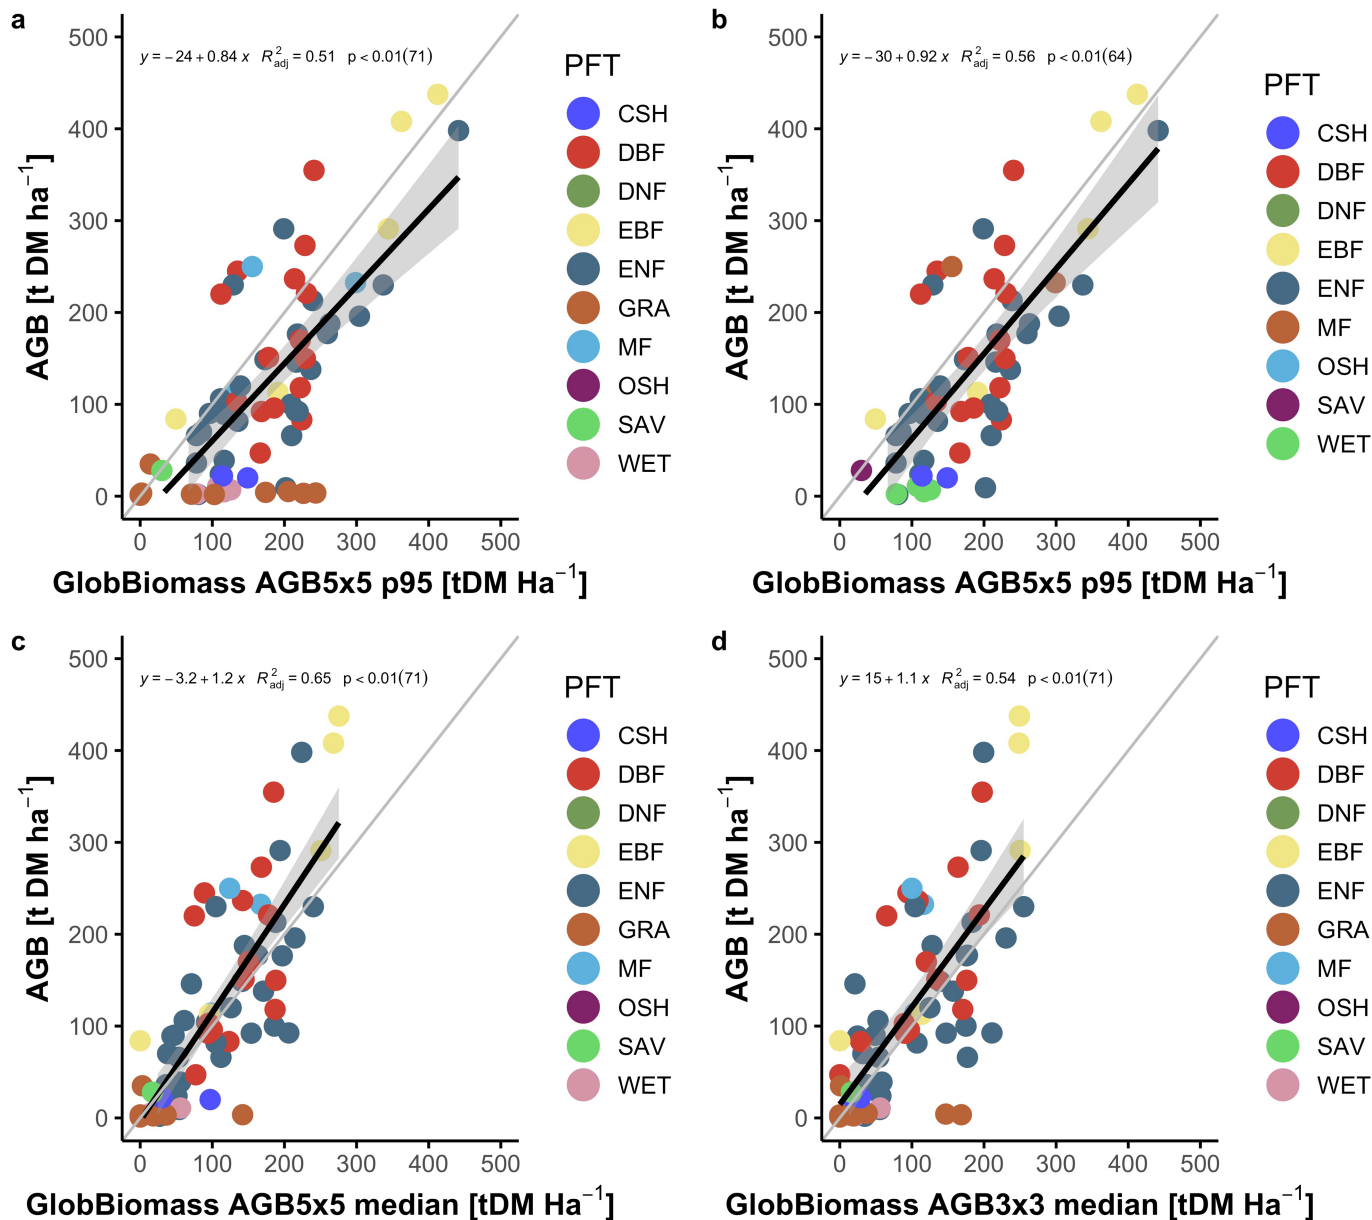 a
y = −24 + 0.84 x R²adj = 0.51 p < 0.01(71)
AGB [t DM ha−1]
500
400
300
200
100
0
0 100 200 300 400 500
GlobBiomass AGB5x5 p95 [tDM Ha−1]
PFT
CSH
DBF
DNF
EBF
ENF
GRA
MF
OSH
SAV
WET
b
y = −30 + 0.92 x R²adj = 0.56 p < 0.01(64)
AGB [t DM ha−1]
500
400
300
200
100
0
0 100 200 300 400 500
GlobBiomass AGB5x5 p95 [tDM Ha−1]
PFT
CSH
DBF
DNF
EBF
ENF
MF
OSH
SAV
WET
c
y = −3.2 + 1.2 x R²adj = 0.65 p < 0.01(71)
AGB [t DM ha−1]
500
400
300
200
100
0
0 100 200 300 400 500
GlobBiomass AGB5x5 median [tDM Ha−1]
PFT
CSH
DBF
DNF
EBF
ENF
GRA
MF
OSH
SAV
WET
d
y = 15 + 1.1 x R²adj = 0.54 p < 0.01(71)
AGB [t DM ha−1]
500
400
300
200
100
0
0 100 200 300 400 500
GlobBiomass AGB3x3 median [tDM Ha−1]
PFT
CSH
DBF
DNF
EBF
ENF
GRA
MF
OSH
SAV
WET